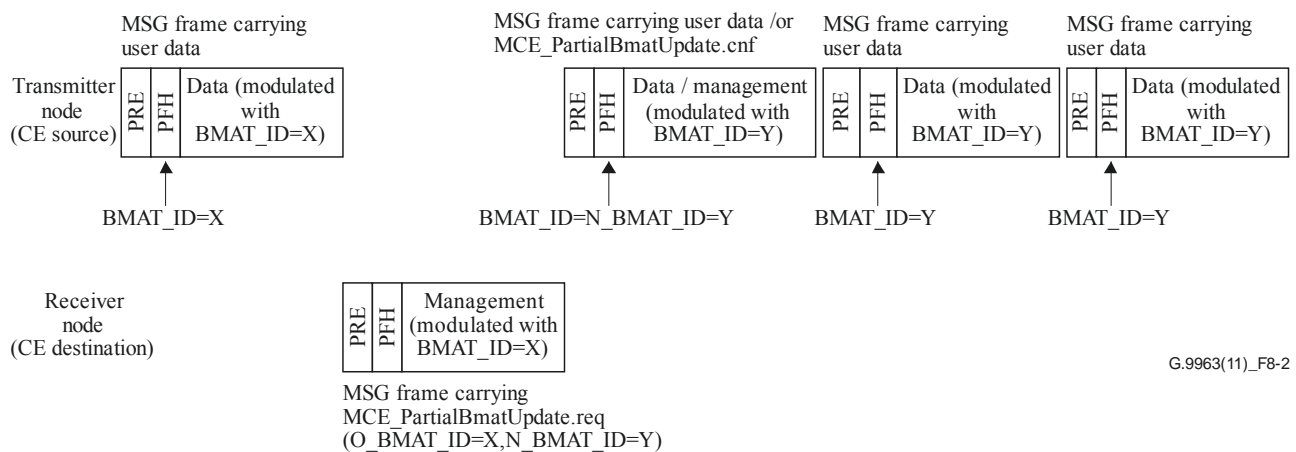 MSG frame carrying
user data
MSG frame carrying user data /or
MCE_PartialBmatUpdate.cnf
MSG frame carrying
user data
MSG frame carrying
user data
Transmitter
node
(CE source)
PRE
PFH
Data (modulated
with
BMAT_ID=X)
PRE
PFH
Data / management
(modulated with
BMAT_ID=Y)
PRE
PFH
Data (modulated
with
BMAT_ID=Y)
PRE
PFH
Data (modulated
with
BMAT_ID=Y)
BMAT_ID=X
BMAT_ID=N_BMAT_ID=Y
BMAT_ID=Y
BMAT_ID=Y
Receiver
node
(CE destination)
PRE
PFH
Management
(modulated with
BMAT_ID=X)
G.9963(11)_F8-2
MSG frame carrying
MCE_PartialBmatUpdate.req
(O_BMAT_ID=X,N_BMAT_ID=Y)